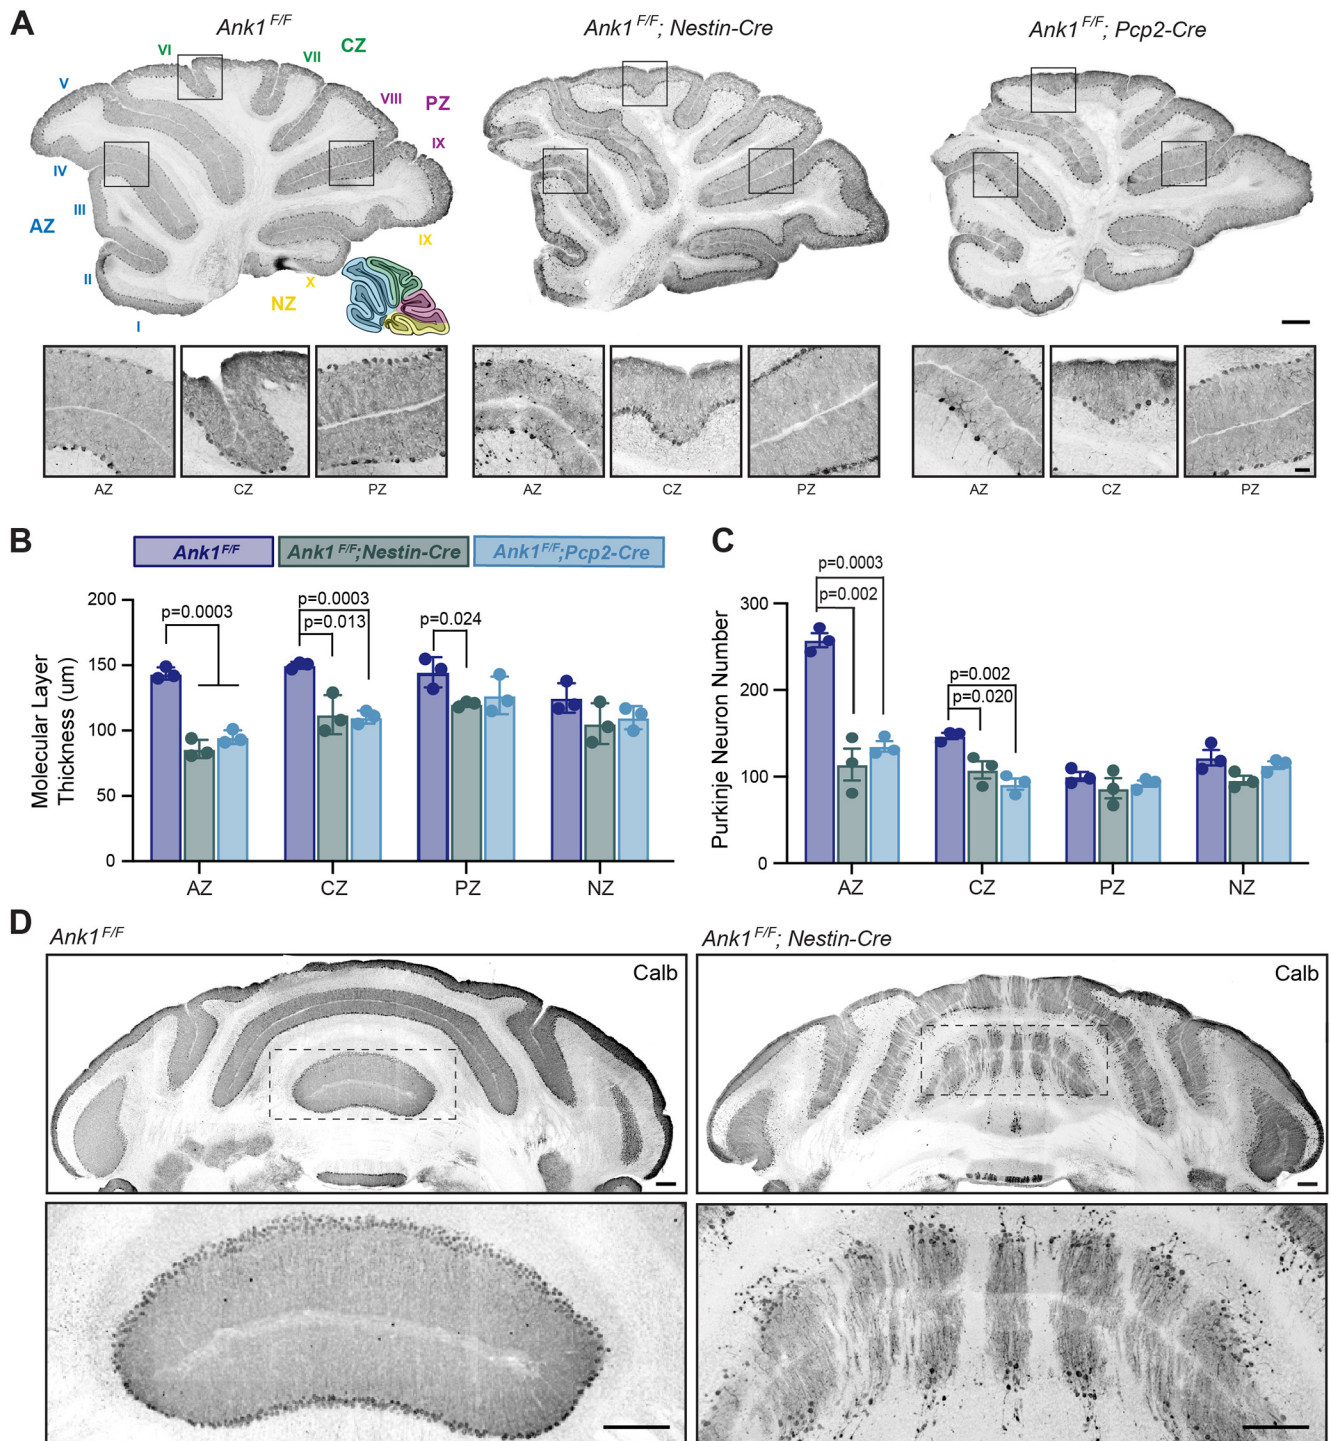 A
Ank1 F/F
Ank1 F/F; Nestin-Cre
Ank1 F/F; Pcp2-Cre
VI
VII
CZ
V
VIII
PZ
IX
IV
III
AZ
IX
II
X
NZ
I
AZ
CZ
PZ
AZ
CZ
PZ
AZ
CZ
PZ
B
Ank1F/F
Ank1 F/F;Nestin-Cre
Ank1F/F;Pcp2-Cre
Molecular Layer
Thickness (um)
200
150
100
50
0
p=0.0003
p=0.0003
p=0.013
p=0.024
AZ
CZ
PZ
NZ
C
Purkinje Neuron Number
300
200
100
0
p=0.0003
p=0.002
p=0.002
p=0.020
AZ
CZ
PZ
NZ
D
Ank1 F/F
Ank1 F/F; Nestin-Cre
Calb
Calb